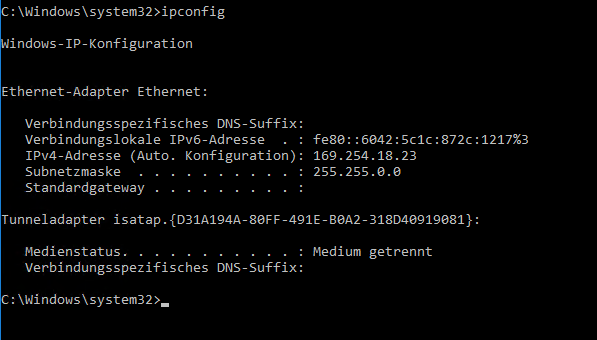 C:\Windows\system32>ipconfig
Windows-IP-Konfiguration
Ethernet-Adapter Ethernet:
Verbindungsspezifisches DNS-Suffix:
Verbindungslokale IPv6-Adresse  . : fe80::6042:5c1c:872c:1217%3
IPv4-Adresse (Auto. Konfiguration): 169.254.18.23
Subnetzmaske  . . . . . . . . . . : 255.255.0.0
Standardgateway . . . . . . . . . :
Tunneladapter isatap.{D31A194A-80FF-491E-B0A2-318D40919081}:
Medienstatus. . . . . . . . . . . : Medium getrennt
Verbindungsspezifisches DNS-Suffix:
C:\Windows\system32>